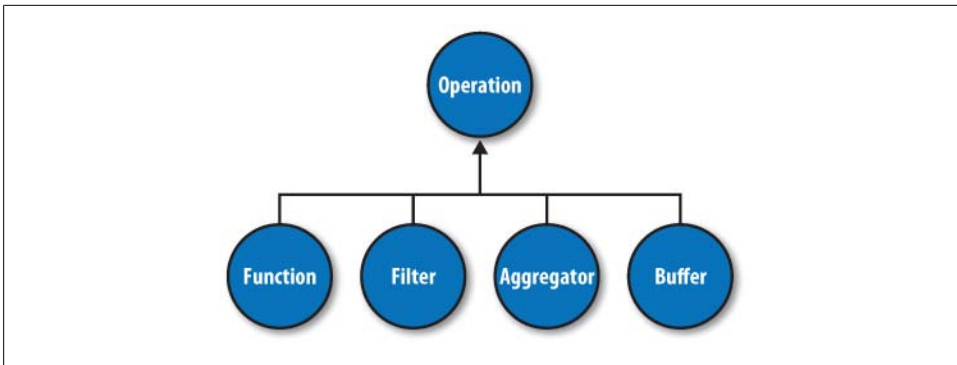 Operation
Function
Filter
Aggregator
Buffer